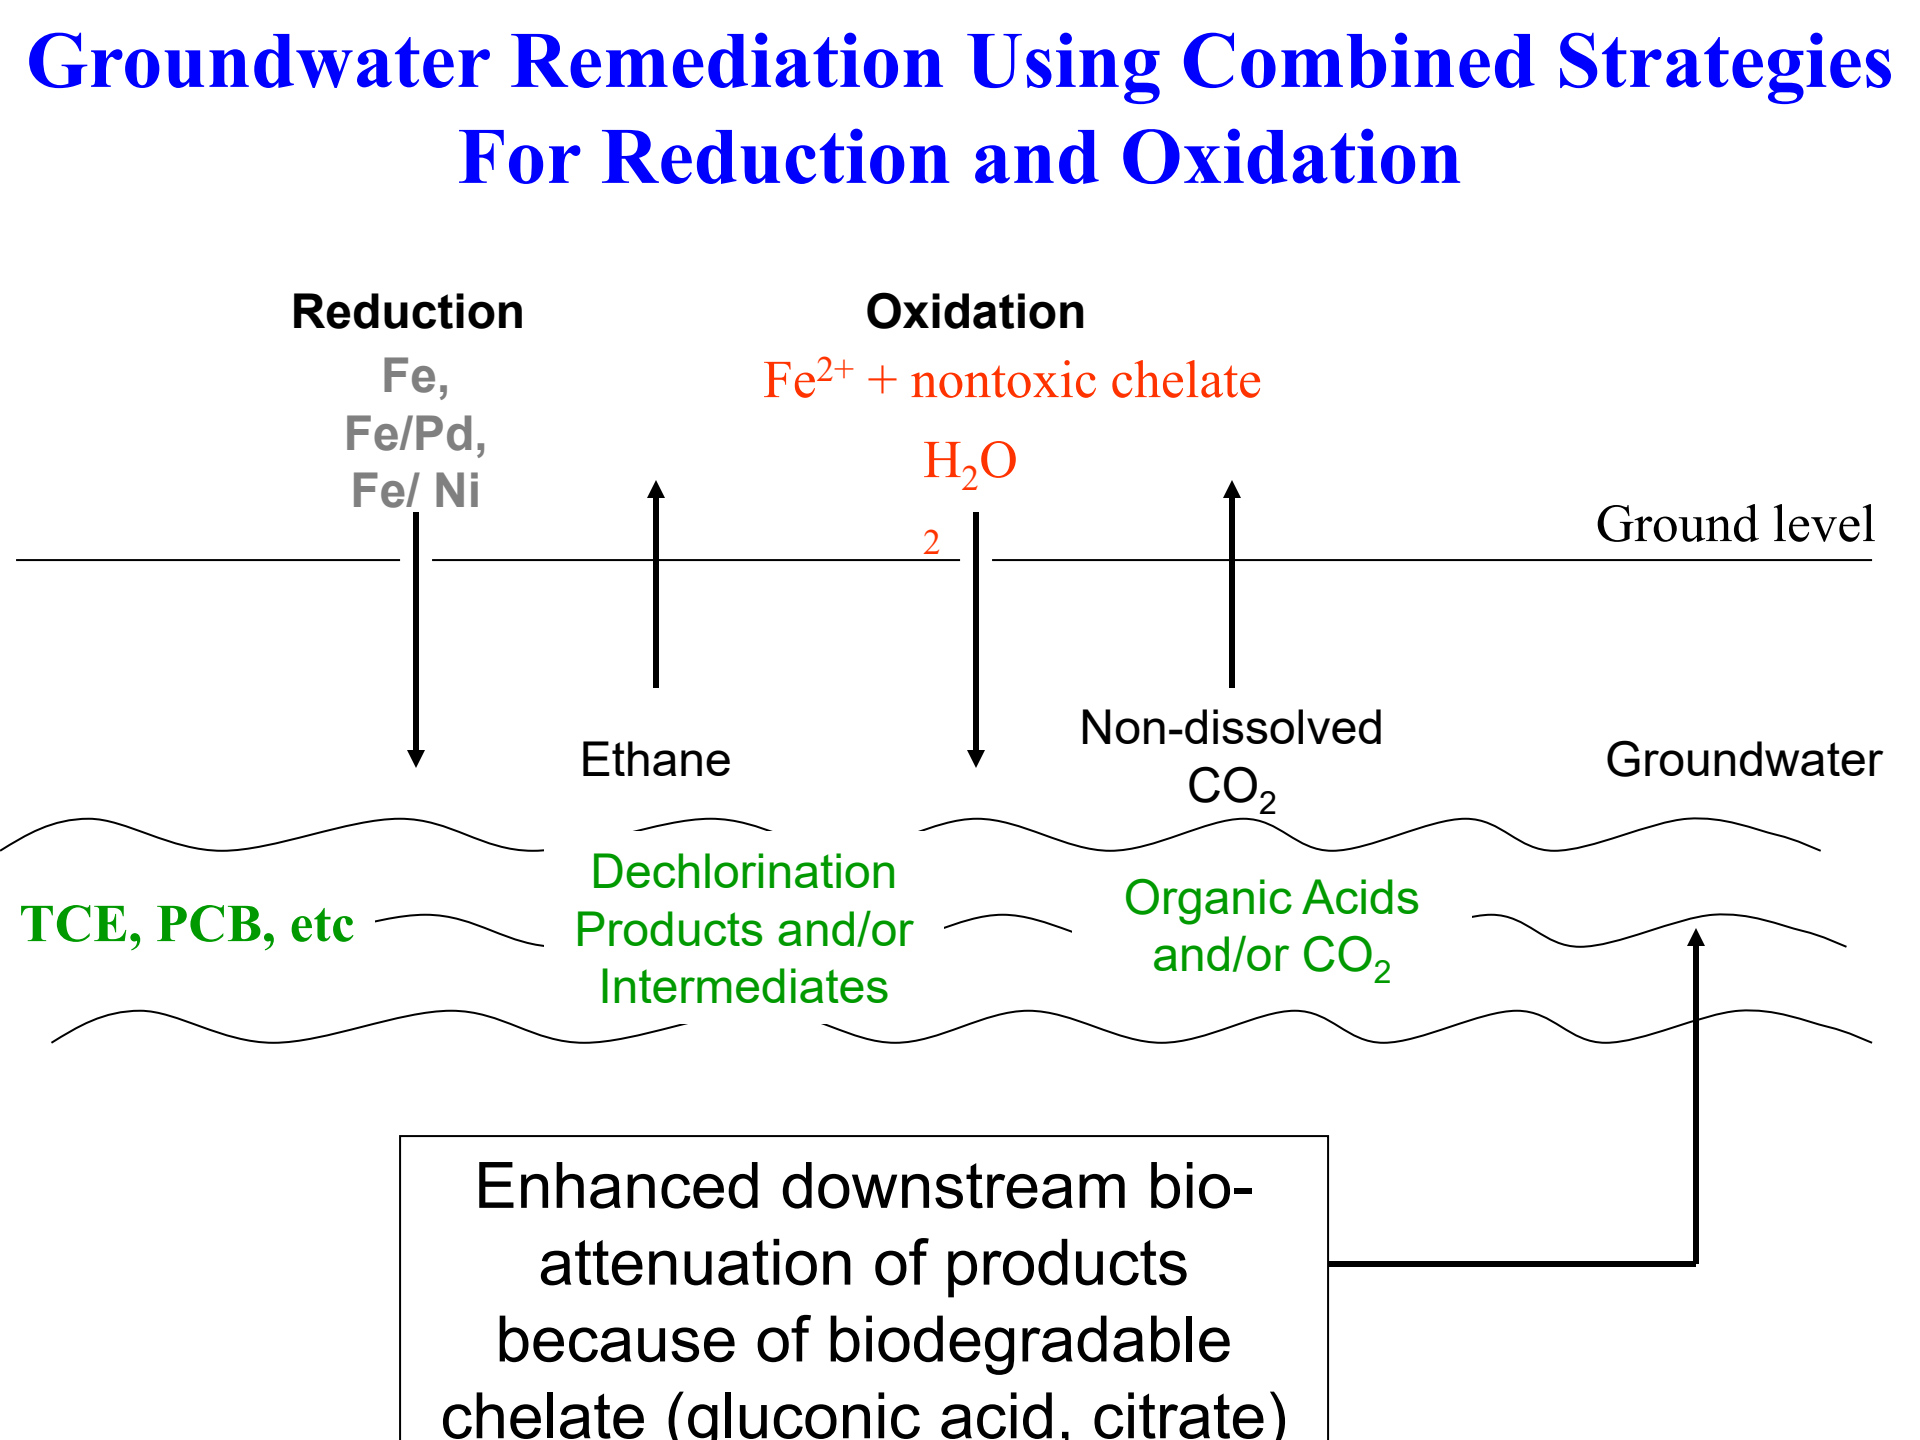 Groundwater Remediation Using Combined Strategies
For Reduction and Oxidation
Reduction
Fe,
Fe/Pd,
Fe/ Ni
Oxidation
Fe²⁺ + nontoxic chelate
H₂O
₂
Ground level
Ethane
Non-dissolved
CO₂
Groundwater
TCE, PCB, etc
Dechlorination
Products and/or
Intermediates
Organic Acids
and/or CO₂
Enhanced downstream bio-
attenuation of products
because of biodegradable
chelate (gluconic acid, citrate)